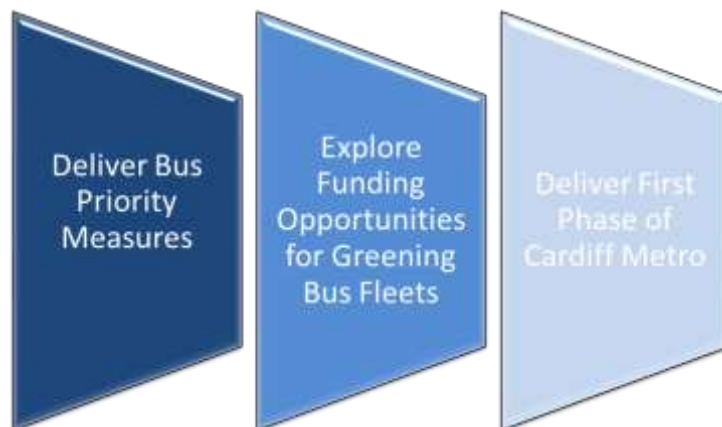 Deliver Bus
Priority
Measures
Explore
Funding
Opportunities
for Greening
Bus Fleets
Deliver First
Phase of
Cardiff Metro